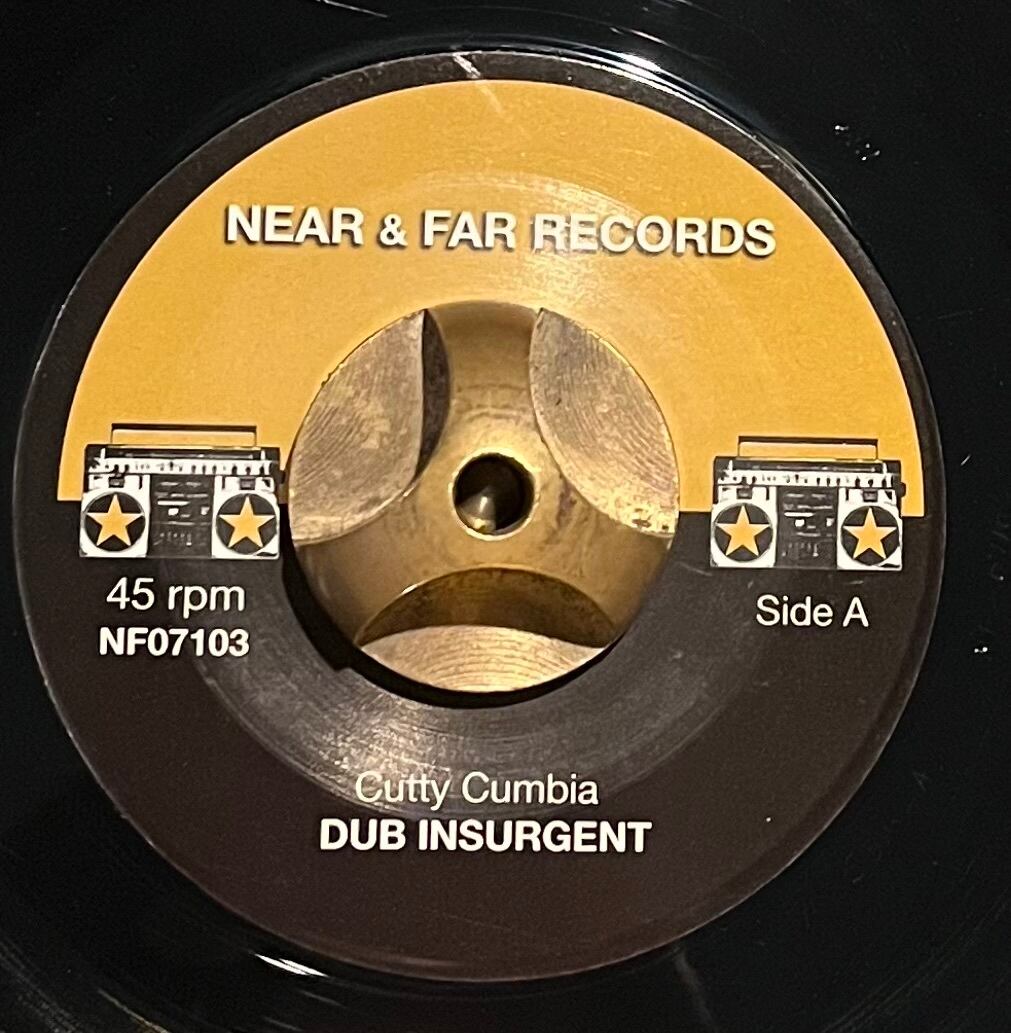 NEAR & FAR RECORDS
45 rpm
NF07103
Side A
Cutty Cumbia
DUB INSURGENT